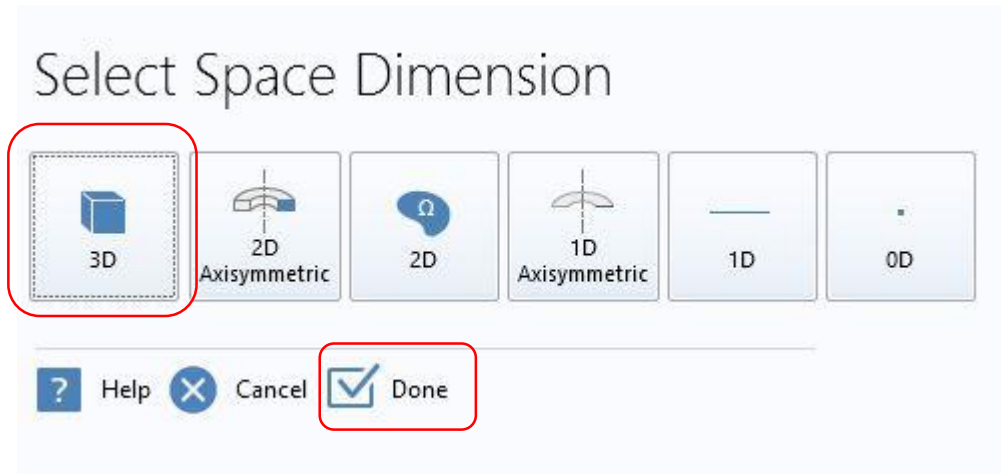 Select Space Dimension
Ω
3D
2D
Axisymmetric
2D
1D
Axisymmetric
1D
0D
? Help
Cancel
Done